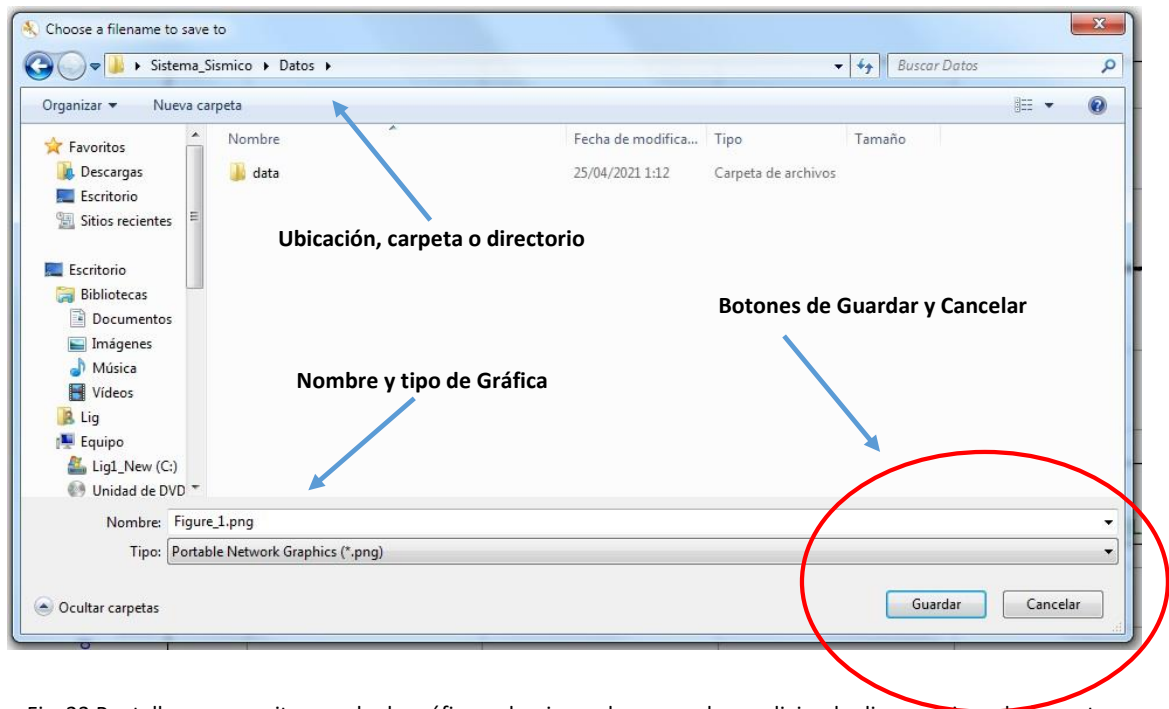 Choose a filename to save to
Sistema_Sismico Datos
Buscar Datos
Organizar Nueva carpeta
Nombre Fecha de modifica... Tipo Tamaño
data 25/04/2021 1:12 Carpeta de archivos
Favoritos
Descargas
Escritorio
Sitios recientes
Ubicación, carpeta o directorio
Escritorio
Bibliotecas
Documentos
Imágenes
Música
Vídeos
Lig
Equipo
Lig1_New (C:)
Unidad de DVD
Botones de Guardar y Cancelar
Nombre y tipo de Gráfica
Nombre: Figure_1.png
Tipo: Portable Network Graphics (*.png)
Ocultar carpetas
Guardar Cancelar